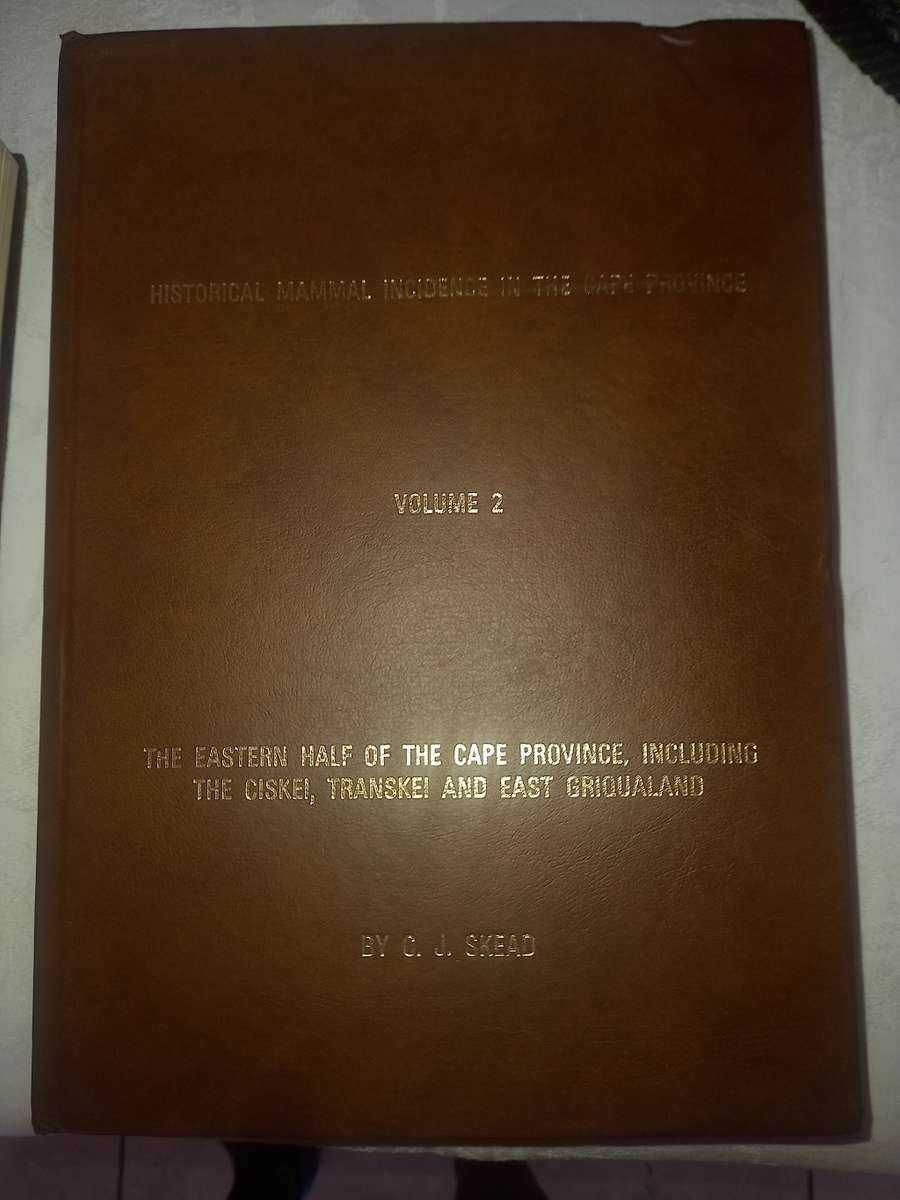 HISTORICAL MAMMAL INCIDENCE IN THE CAPE PROVINCE
VOLUME 2
THE EASTERN HALF OF THE CAPE PROVINCE, INCLUDING
THE CISKEI, TRANSKEI AND EAST GRIQUALAND
BY C. J. SKEAD